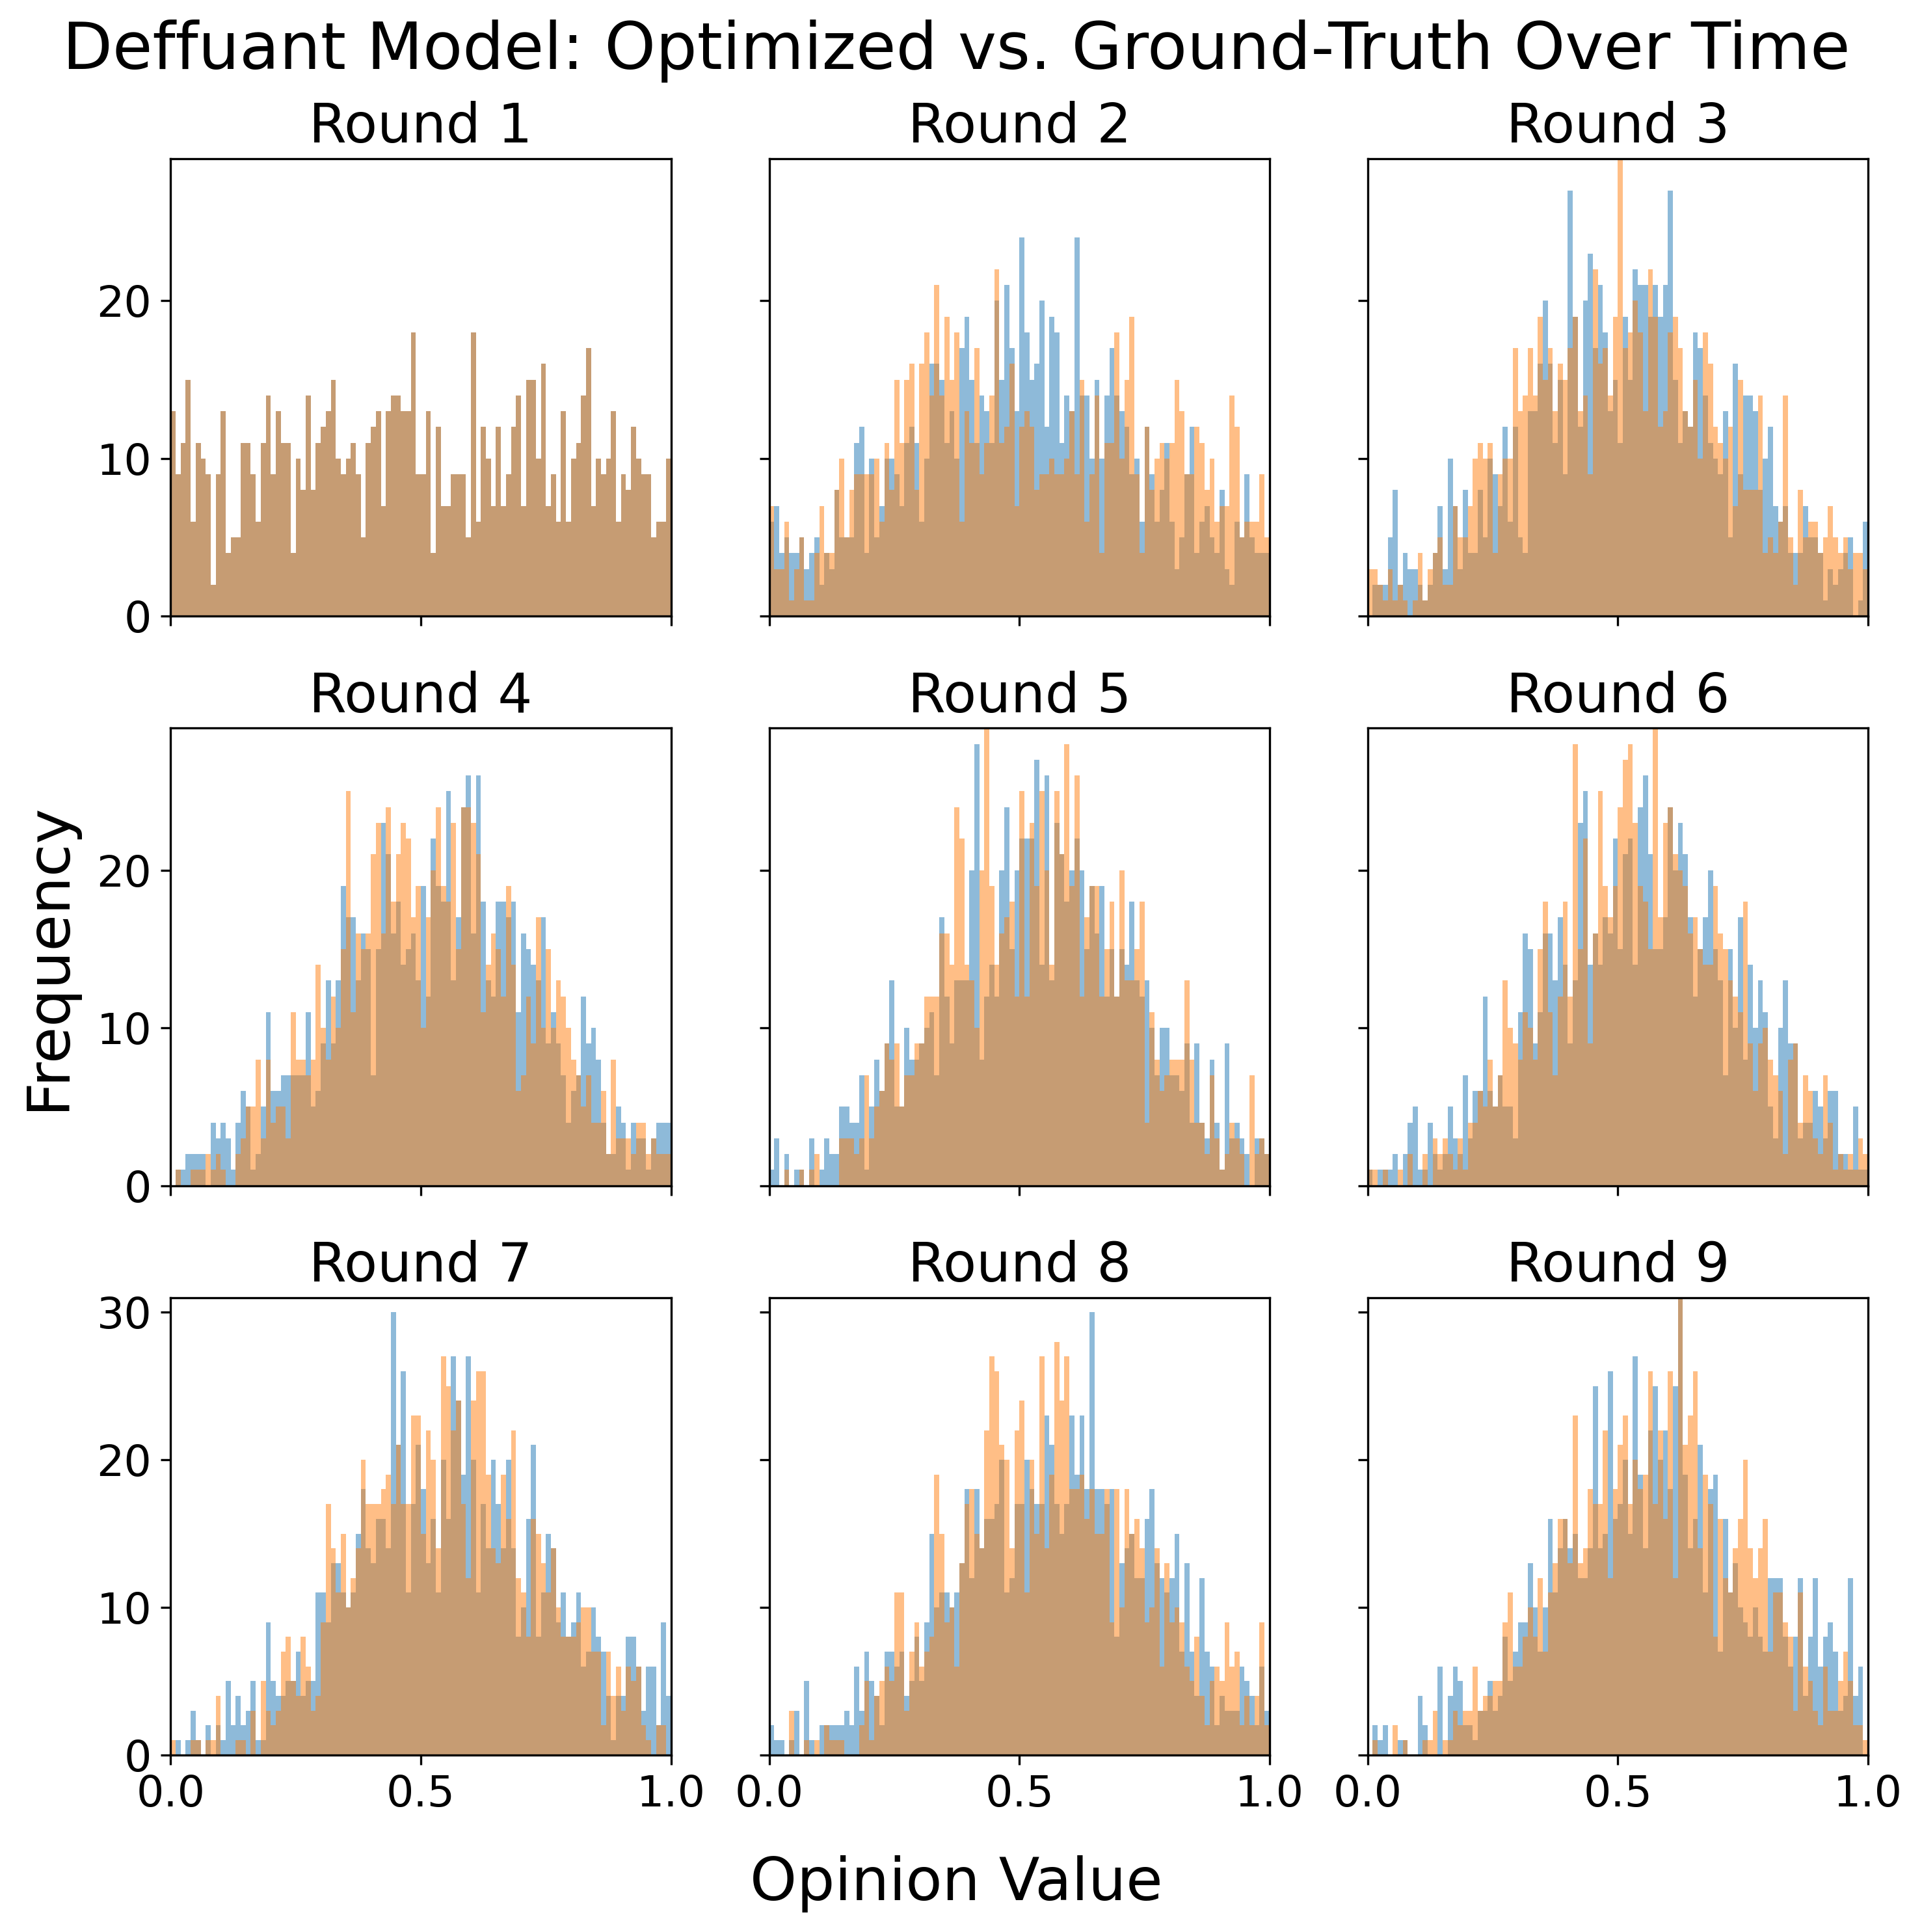 Deffuant Model: Optimized vs. Ground-Truth Over Time
Round 1
Round 2
Round 3
20
10
0
Round 4
Round 5
Round 6
20
10
0
Frequency
Round 7
Round 8
Round 9
30
20
10
0
0.0 0.5 1.0 0.0 0.5 1.0 0.0 0.5 1.0
Opinion Value